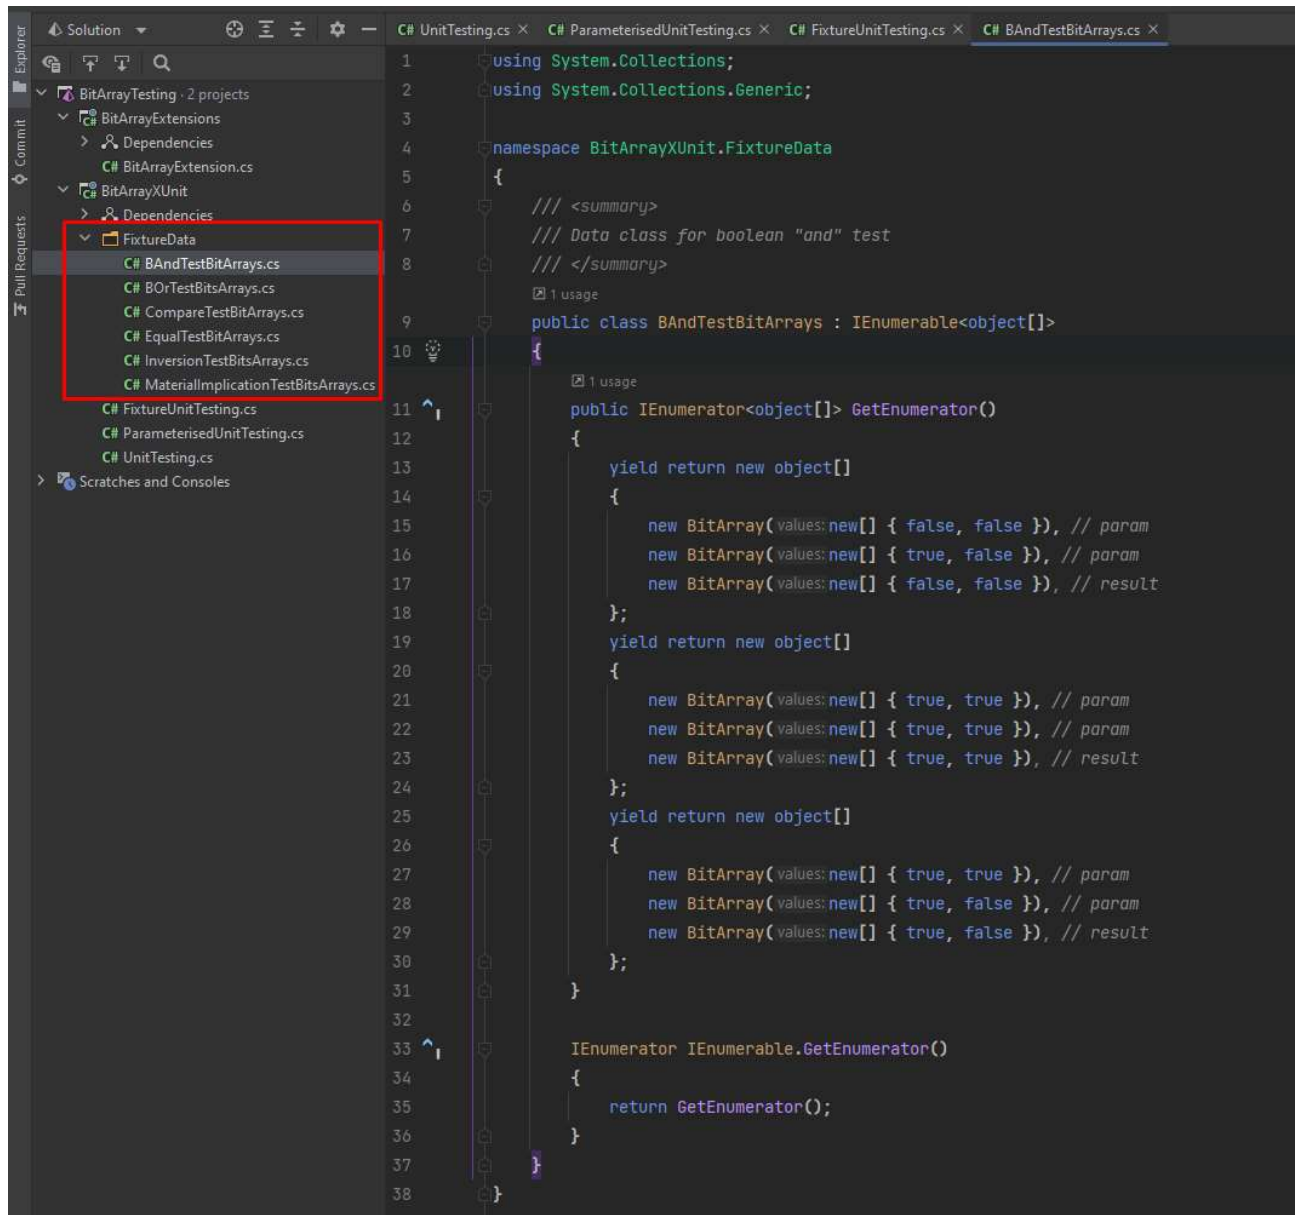 Solution
C# UnitTesting.cs × C# ParameterisedUnitTesting.cs × C# FixtureUnitTesting.cs × C# BAndTestBitArrays.cs ×
Explorer
Commit
Pull Requests
BitArrayTesting · 2 projects
BitArrayExtensions
Dependencies
C# BitArrayExtension.cs
BitArrayXUnit
Dependencies
FixtureData
C# BAndTestBitArrays.cs
C# BOrTestBitsArrays.cs
C# CompareTestBitArrays.cs
C# EqualTestBitArrays.cs
C# InversionTestBitsArrays.cs
C# MaterialImplicationTestBitsArrays.cs
C# FixtureUnitTesting.cs
C# ParameterisedUnitTesting.cs
C# UnitTesting.cs
Scratches and Consoles
1 using System.Collections;
2 using System.Collections.Generic;
3
4 namespace BitArrayXUnit.FixtureData
5 {
6 /// <summary>
7 /// Data class for boolean "and" test
8 /// </summary>
1 usage
9 public class BAndTestBitArrays : IEnumerable<object[]>
10 {
1 usage
11 public IEnumerator<object[]> GetEnumerator()
12 {
13 yield return new object[]
14 {
15 new BitArray( values: new[] { false, false }), // param
16 new BitArray( values: new[] { true, false }), // param
17 new BitArray( values: new[] { false, false }), // result
18 };
19 yield return new object[]
20 {
21 new BitArray( values: new[] { true, true }), // param
22 new BitArray( values: new[] { true, true }), // param
23 new BitArray( values: new[] { true, true }), // result
24 };
25 yield return new object[]
26 {
27 new BitArray( values: new[] { true, true }), // param
28 new BitArray( values: new[] { true, false }), // param
29 new BitArray( values: new[] { true, false }), // result
30 };
31 }
32
33 IEnumerator IEnumerable.GetEnumerator()
34 {
35 return GetEnumerator();
36 }
37 }
38 }